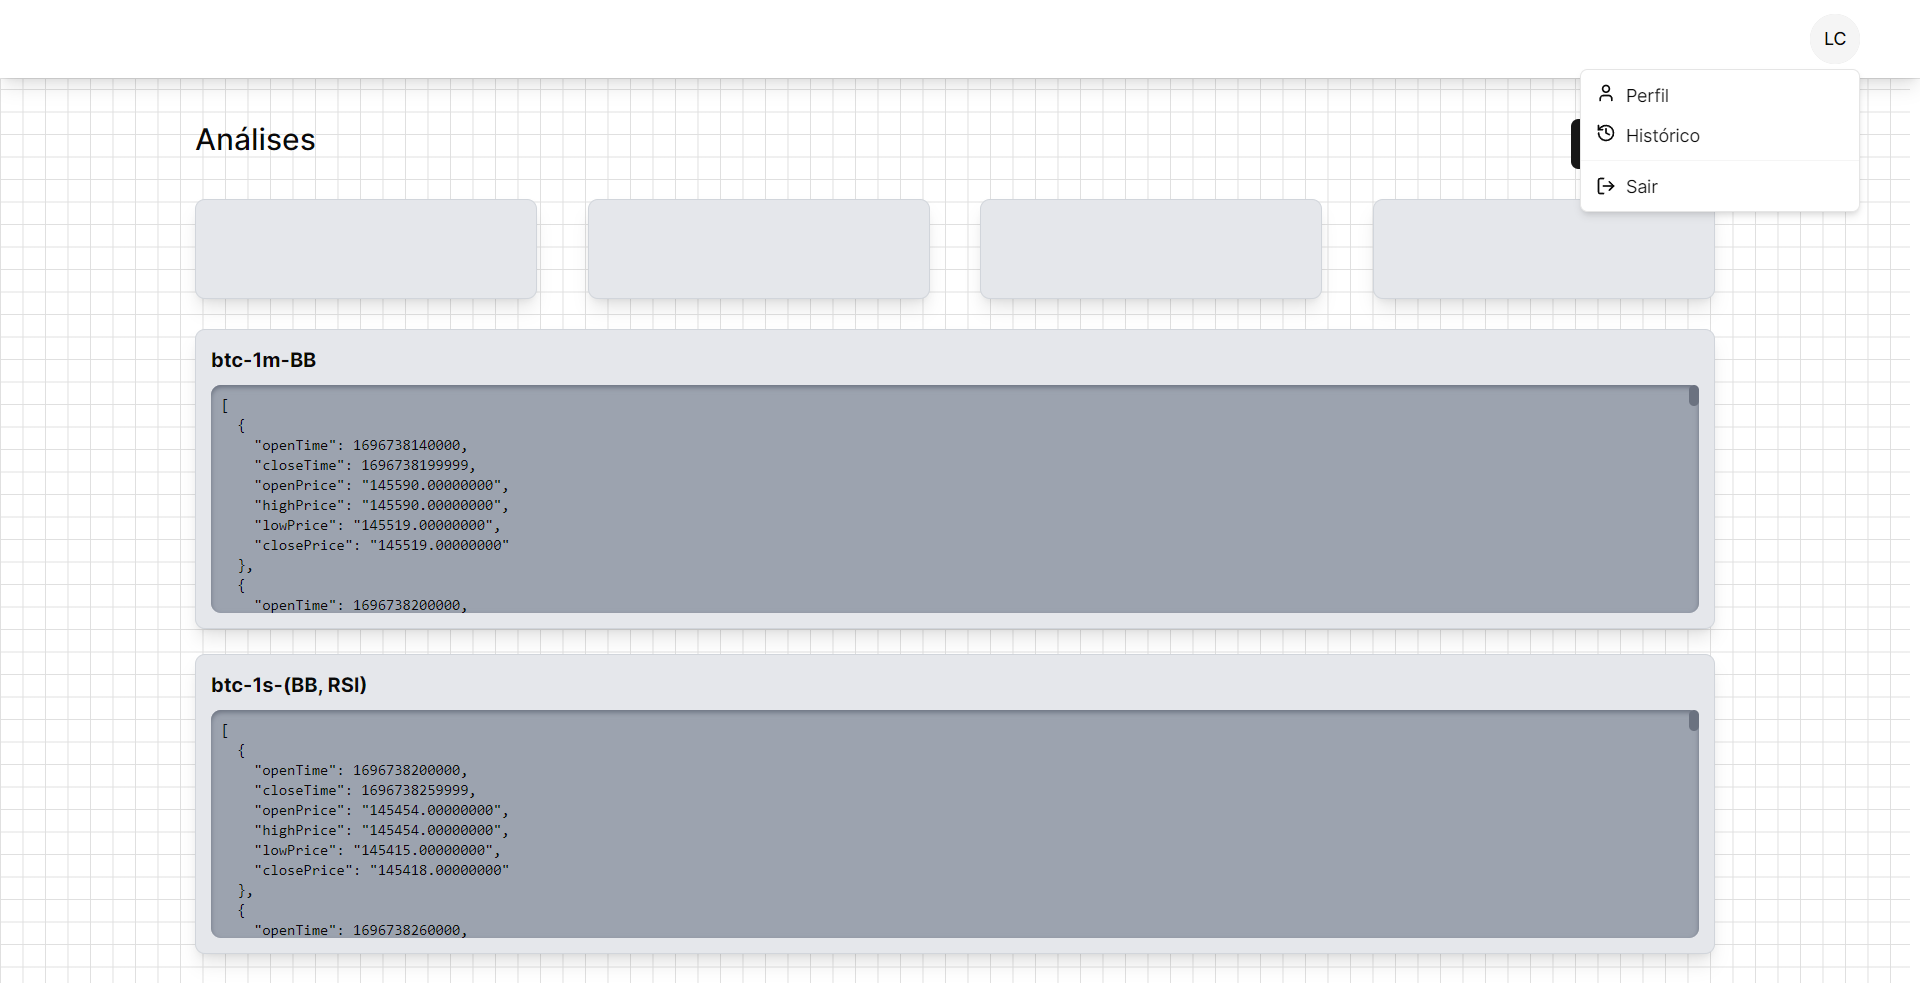 LC
Perfil
Histórico
Sair
Análises
btc-1m-BB
[
  {
    "openTime": 1696738140000,
    "closeTime": 1696738199999,
    "openPrice": "145590.00000000",
    "highPrice": "145590.00000000",
    "lowPrice": "145519.00000000",
    "closePrice": "145519.00000000"
  },
  {
    "openTime": 1696738200000,
btc-1s-(BB, RSI)
[
  {
    "openTime": 1696738200000,
    "closeTime": 1696738259999,
    "openPrice": "145454.00000000",
    "highPrice": "145454.00000000",
    "lowPrice": "145415.00000000",
    "closePrice": "145418.00000000"
  },
  {
    "openTime": 1696738260000,